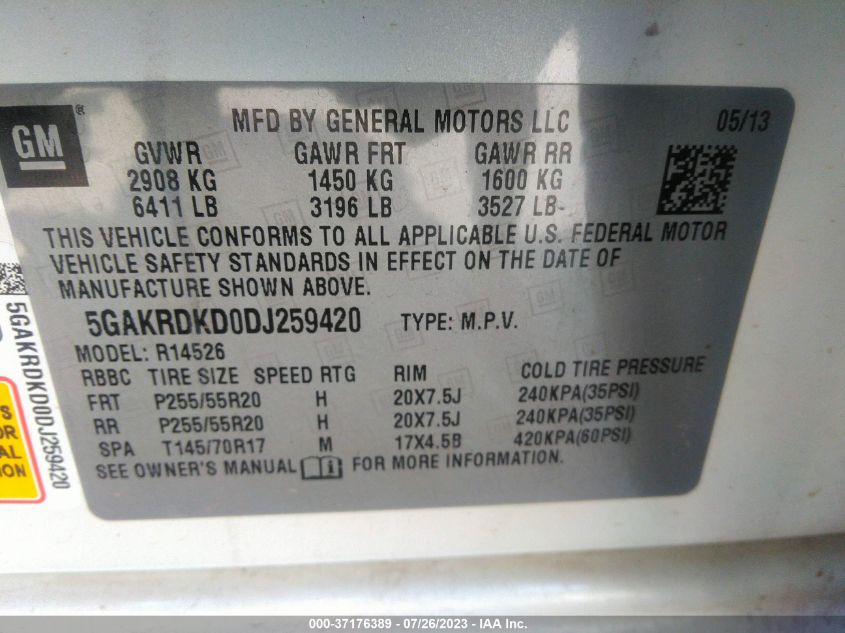 GM ®
MFD BY GENERAL MOTORS LLC 05/13
GVWR GAWR FRT GAWR RR
2908 KG 1450 KG 1600 KG
6411 LB 3196 LB 3527 LB
THIS VEHICLE CONFORMS TO ALL APPLICABLE U.S. FEDERAL MOTOR
VEHICLE SAFETY STANDARDS IN EFFECT ON THE DATE OF
MANUFACTURE SHOWN ABOVE.
5GAKRDKD0DJ259420 TYPE: M.P.V.
MODEL: R14526
RBBC TIRE SIZE SPEED RTG RIM COLD TIRE PRESSURE
FRT P255/55R20 H 20X7.5J 240KPA(35PSI)
RR P255/55R20 H 20X7.5J 240KPA(35PSI)
SPA T145/70R17 M 17X4.5B 420KPA(60PSI)
SEE OWNER'S MANUAL FOR MORE INFORMATION.
5GAKRDKD0DJ259420
000-37176389 - 07/26/2023 - IAA Inc.